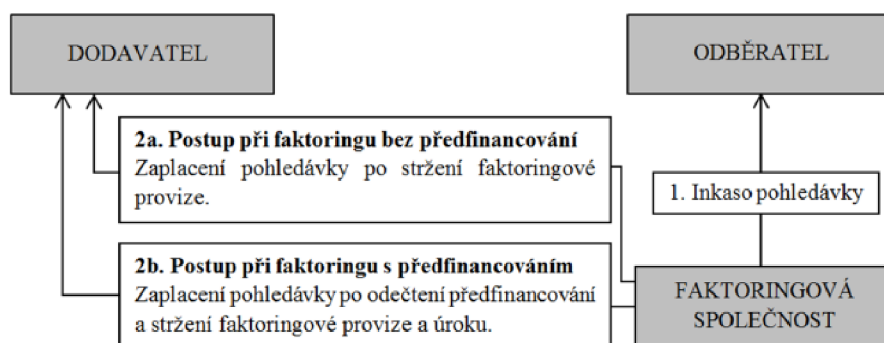 DODAVATEL
ODBĚRATEL
2a. Postup při faktoringu bez předfinancování
Zaplacení pohledávky po stržení faktoringové
provize.
1. Inkaso pohledávky
2b. Postup při faktoringu s předfinancováním
Zaplacení pohledávky po odečtení předfinancování
a stržení faktoringové provize a úroku.
FAKTORINGOVÁ
SPOLEČNOST